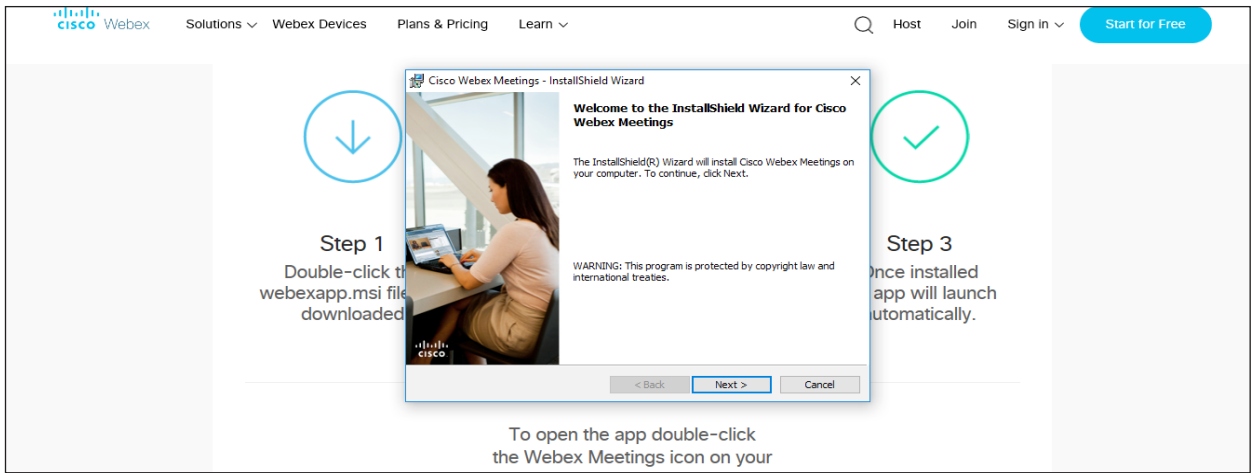 CISCO Webex
Solutions
Webex Devices
Plans & Pricing
Learn
Host
Join
Sign in
Start for Free
Cisco Webex Meetings - InstallShield Wizard
Welcome to the InstallShield Wizard for Cisco
Webex Meetings
The InstallShield(R) Wizard will install Cisco Webex Meetings on
your computer. To continue, click Next.
WARNING: This program is protected by copyright law and
international treaties.
CISCO
< Back
Next >
Cancel
Step 1
Double-click
webexapp.msi
downloaded
Step 3
installed
app will launch
To open the app double-click
the Webex Meetings icon on your